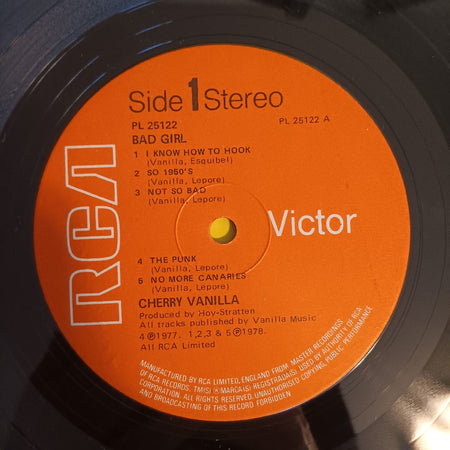 Side 1 Stereo
PL 25122
PL 25122 A
BAD GIRL
1 I KNOW HOW TO HOOK
(Vanilla, Esquibel)
2 SO 1950'S
(Vanilla, Lepore)
3 NOT SO BAD
(Vanilla, Lepore)
RCA
Victor
4 THE PUNK
(Vanilla, Lepore)
5 NO MORE CANARIES
(Vanilla, Lepore)
CHERRY VANILLA
Produced by Hoy-Stratten
All tracks published by Vanilla Music
4 ℗ 1977. 1,2,3 & 5 ℗ 1978.
All RCA Limited
MANUFACTURED BY RCA LIMITED, ENGLAND FROM MASTER RECORDINGS
OF RCA RECORDS, TM(S) ® MARCA(S) REGISTRADA(S). USED BY AUTHORITY OF RCA
CORPORATION. ALL RIGHTS RESERVED. UNAUTHORISED COPYING, PUBLIC PERFORMANCE,
BROADCASTING OF THIS RECORD FORBIDDEN